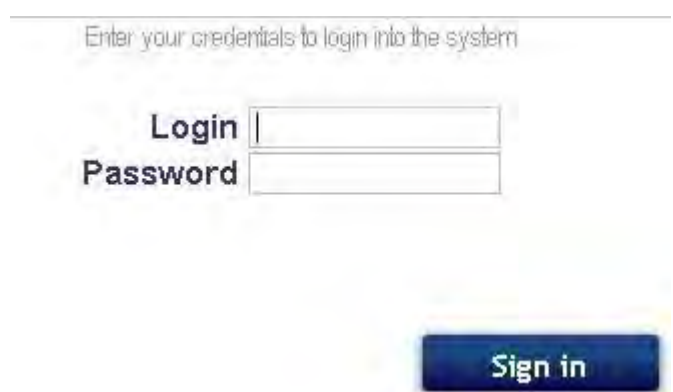 Enter your credentials to login into the system
Login
Password
Sign in